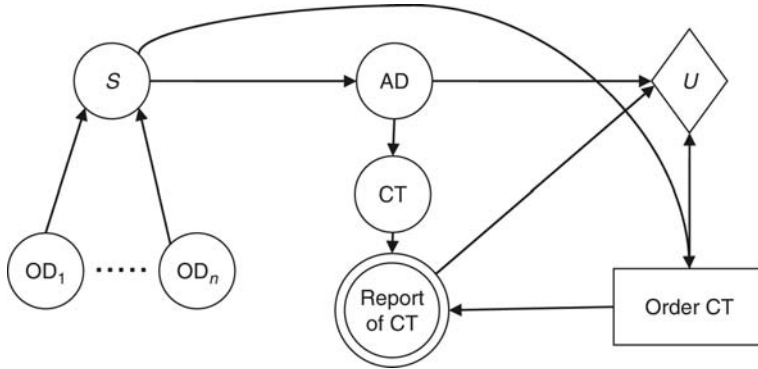 S
AD
U
CT
OD₁ ..... ODₙ
Report
of CT
Order CT